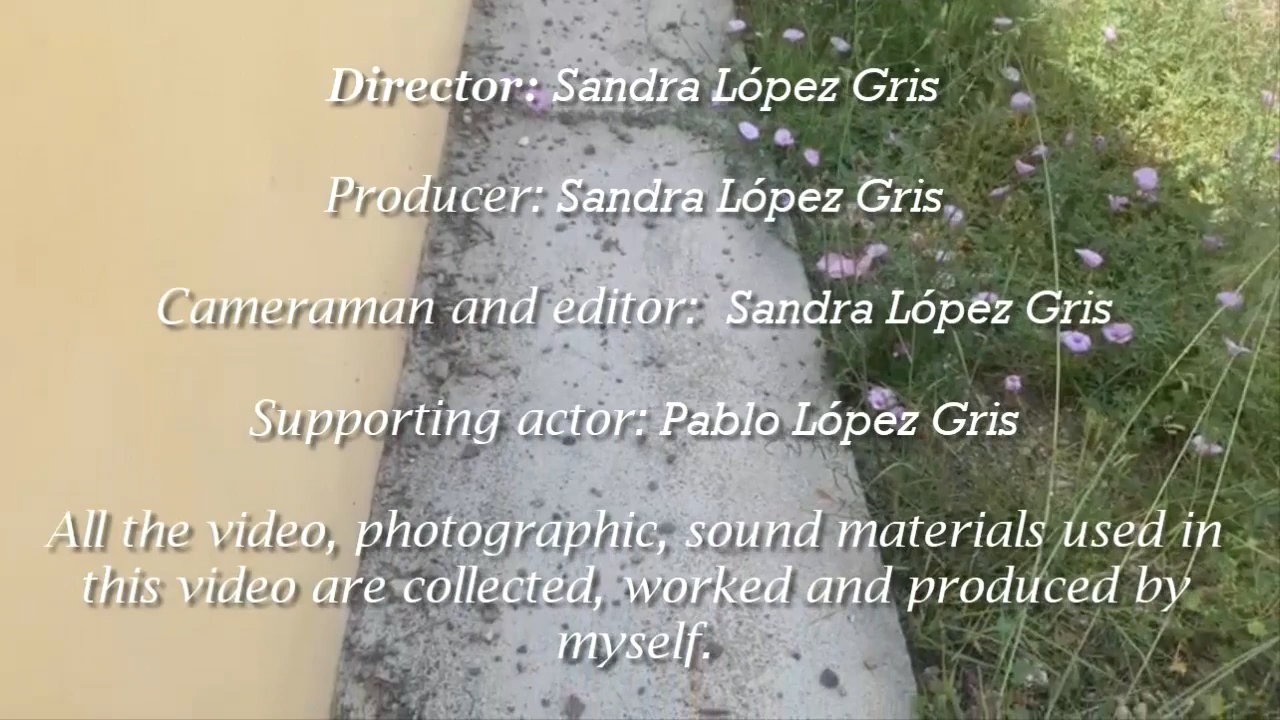 Director: Sandra López Gris
Producer: Sandra López Gris
Cameraman and editor: Sandra López Gris
Supporting actor: Pablo López Gris
All the video, photographic, sound materials used in
this video are collected, worked and produced by
myself.